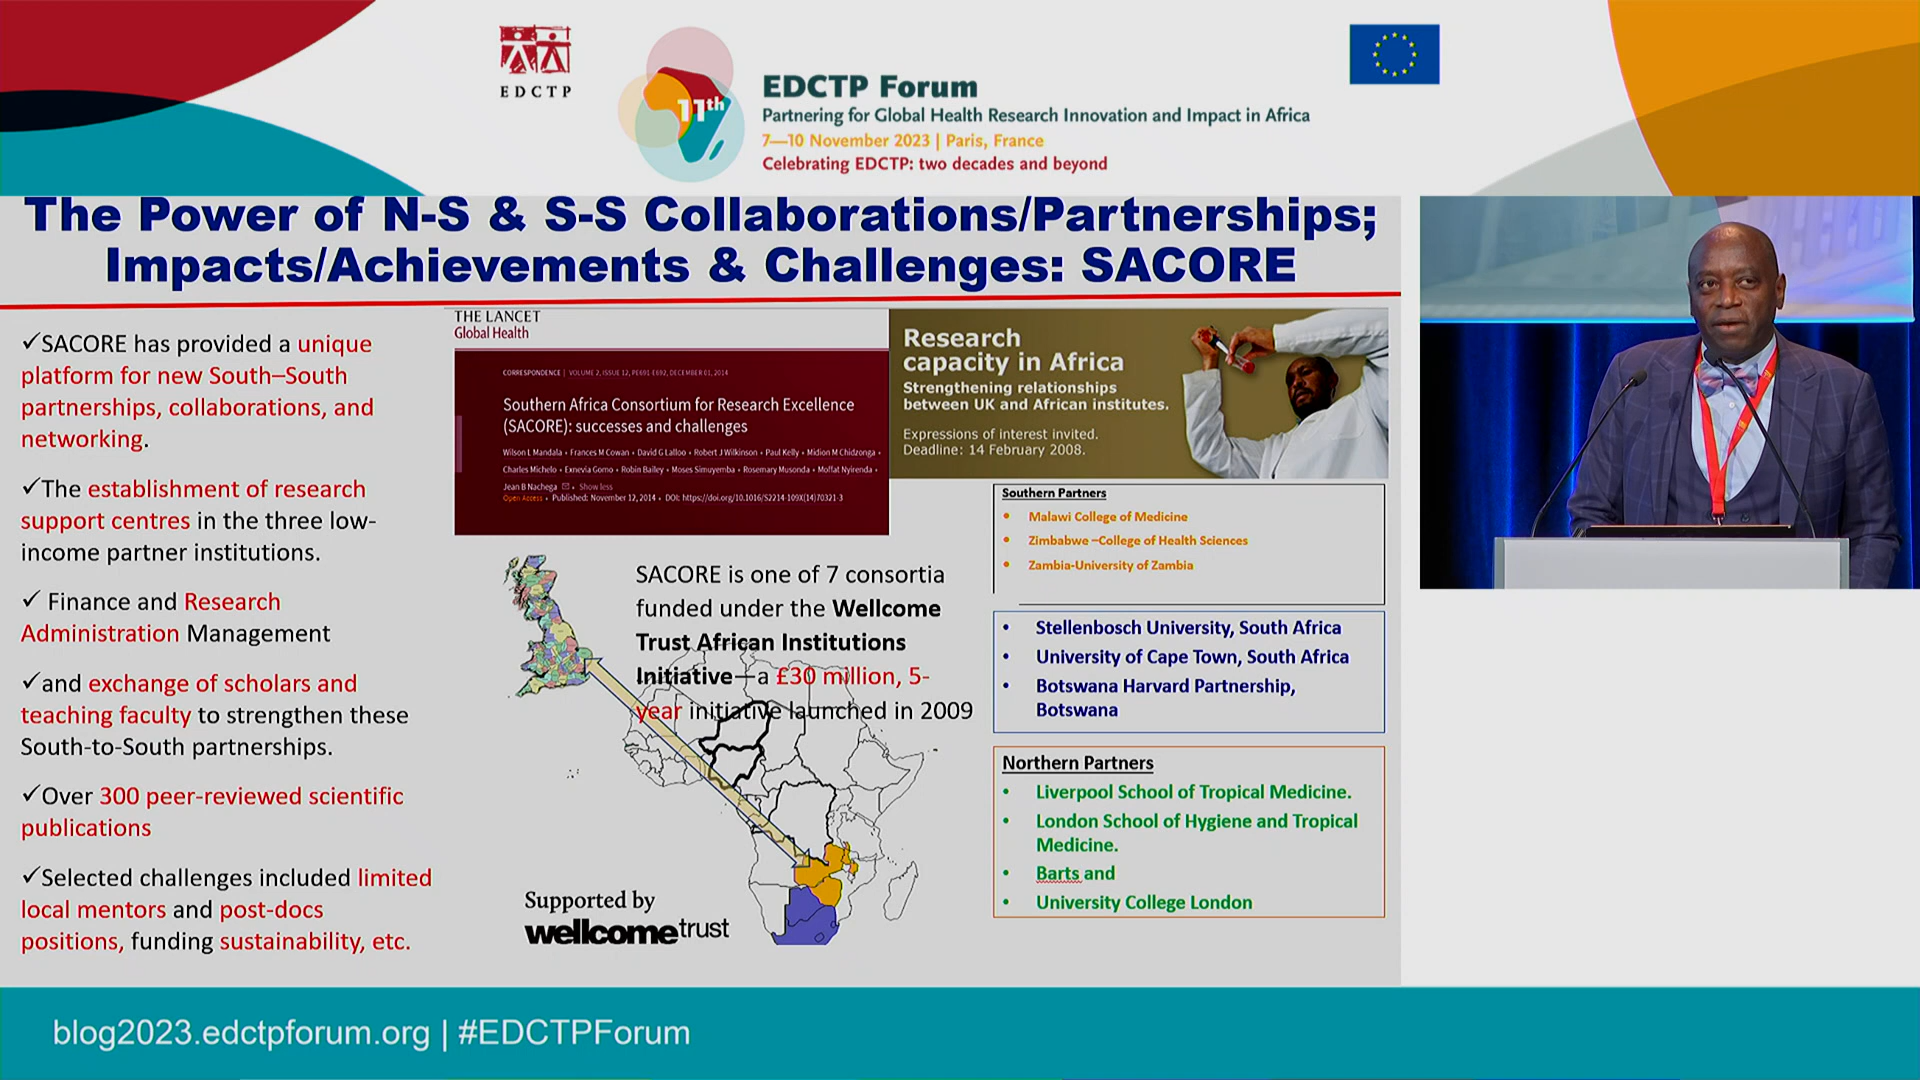 EDCTP
11th
EDCTP Forum
Partnering for Global Health Research Innovation and Impact in Africa
7—10 November 2023 | Paris, France
Celebrating EDCTP: two decades and beyond
The Power of N-S & S-S Collaborations/Partnerships;
Impacts/Achievements & Challenges: SACORE
✓SACORE has provided a unique
platform for new South–South
partnerships, collaborations, and
networking.
✓The establishment of research
support centres in the three low-
income partner institutions.
✓ Finance and Research
Administration Management
✓and exchange of scholars and
teaching faculty to strengthen these
South-to-South partnerships.
✓Over 300 peer-reviewed scientific
publications
✓Selected challenges included limited
local mentors and post-docs
positions, funding sustainability, etc.
THE LANCET
Global Health
CORRESPONDENCE | VOLUME 2, ISSUE 12, PE691-E692, DECEMBER 01, 2014
Southern Africa Consortium for Research Excellence
(SACORE): successes and challenges
Wilson L Mandala • Frances M Cowan • David G Lalloo • Robert J Wilkinson • Paul Kelly • Midion M Chidzonga •
Charles Michelo • Exnevia Gomo • Robin Bailey • Moses Simuyemba • Rosemary Musonda • Moffat Nyirenda •
Jean B Nachega • Show less
Open Access • Published: November 12, 2014 • DOI: https://doi.org/10.1016/S2214-109X(14)70321-3
Research
capacity in Africa
Strengthening relationships
between UK and African institutes.
Expressions of interest invited.
Deadline: 14 February 2008.
SACORE is one of 7 consortia
funded under the Wellcome
Trust African Institutions
Initiative—a £30 million, 5-
year initiative launched in 2009
Supported by
wellcometrust
Southern Partners
• Malawi College of Medicine
• Zimbabwe –College of Health Sciences
• Zambia-University of Zambia
• Stellenbosch University, South Africa
• University of Cape Town, South Africa
• Botswana Harvard Partnership,
Botswana
Northern Partners
• Liverpool School of Tropical Medicine.
• London School of Hygiene and Tropical
Medicine.
• Barts and
• University College London
blog2023.edctpforum.org | #EDCTPForum